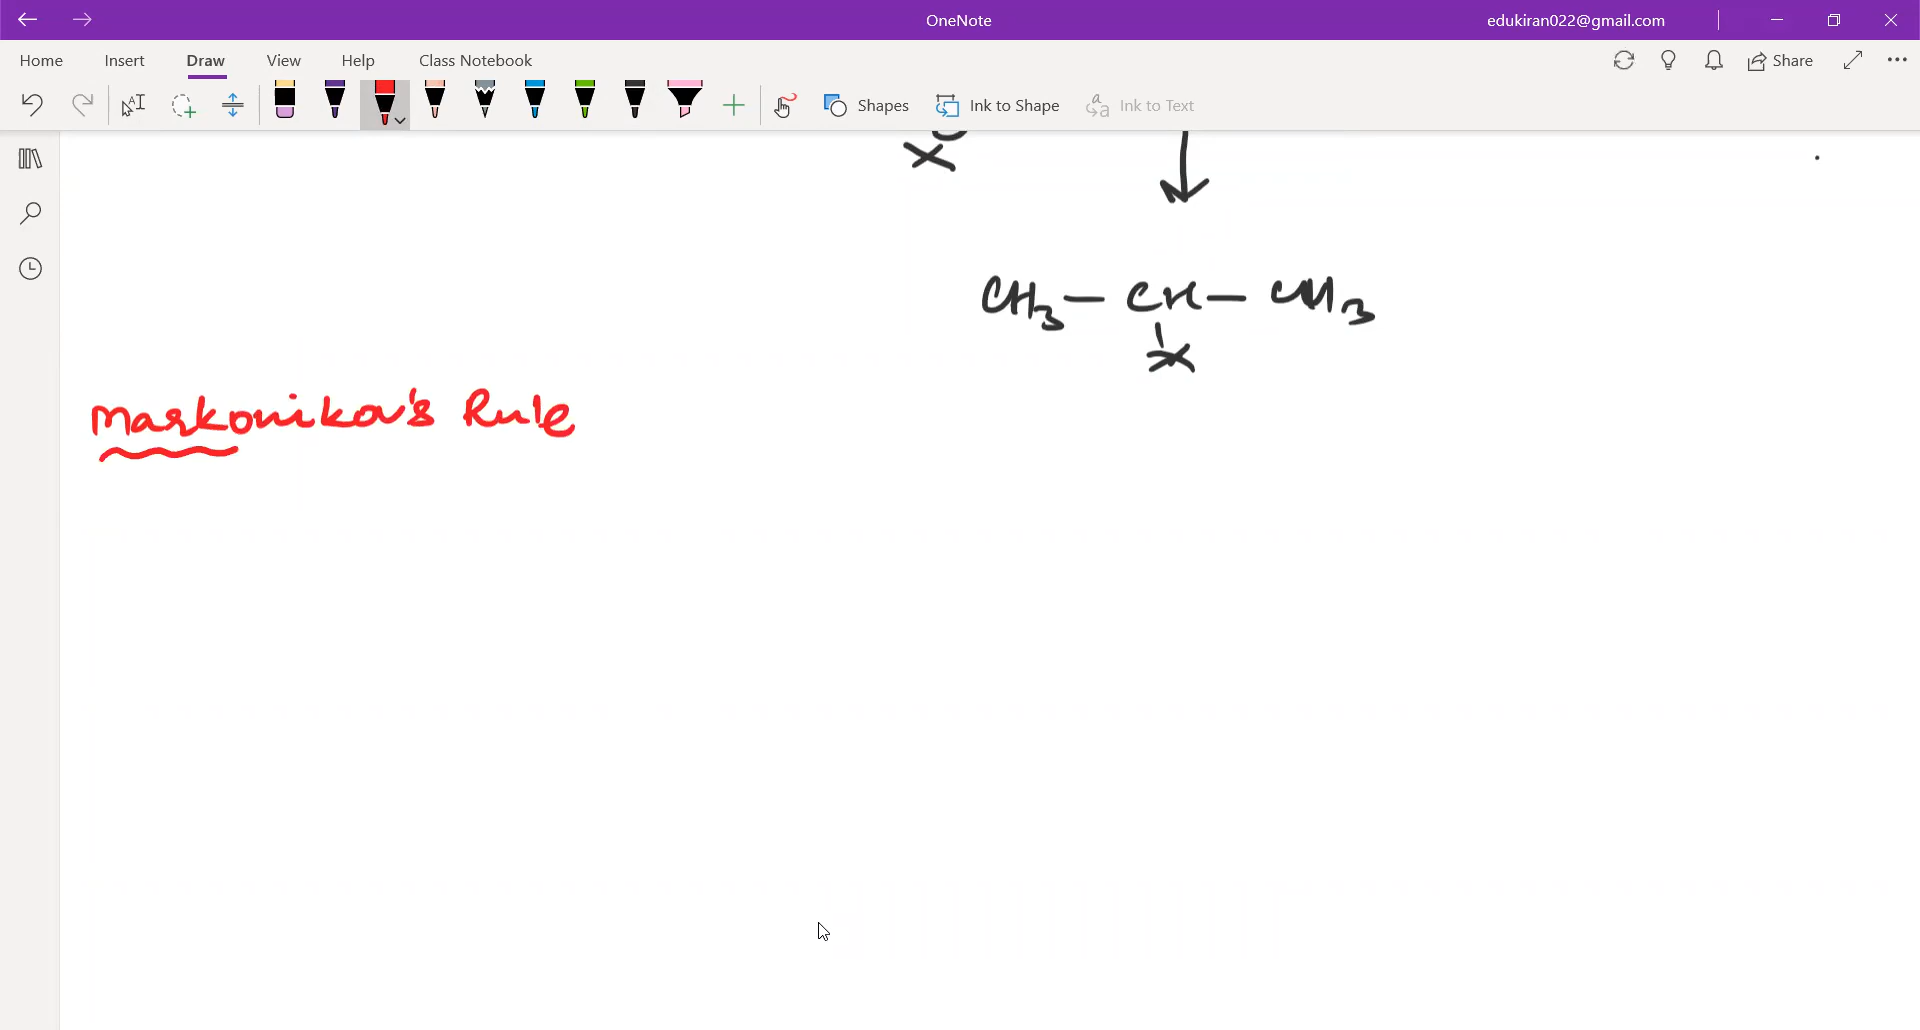 OneNote
edukiran022@gmail.com
Home Insert Draw View Help Class Notebook Share
Shapes Ink to Shape Ink to Text
X
CH3 — CH — CH3
X
Markonikov's Rule